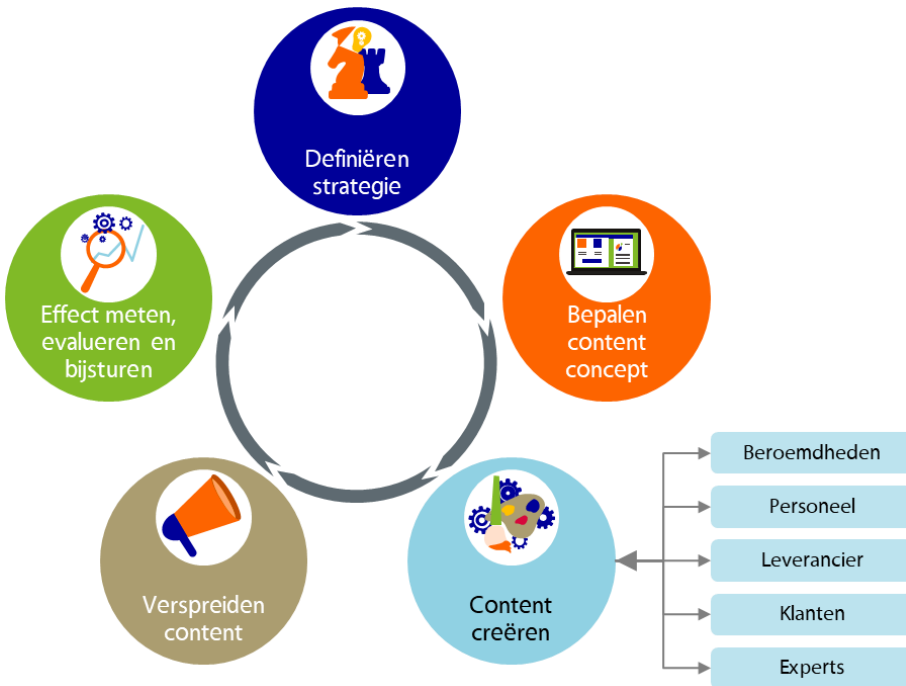 Definiëren
strategie
Bepalen
content
concept
Content
creëren
Beroemdheden
Personeel
Leverancier
Klanten
Experts
Verspreiden
content
Effect meten,
evalueren en
bijsturen